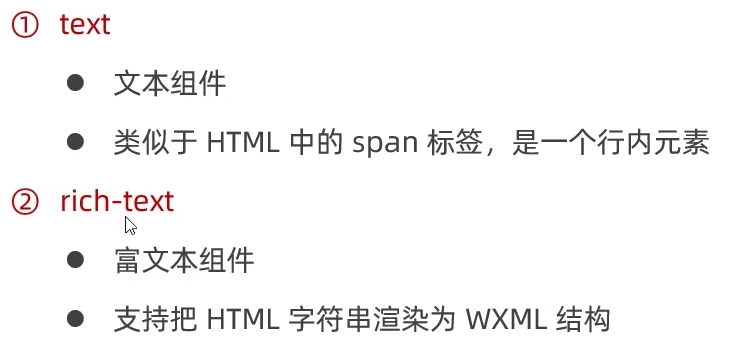 ① text
● 文本组件
● 类似于 HTML 中的 span 标签，是一个行内元素
② rich-text
● 富文本组件
● 支持把 HTML 字符串渲染为 WXML 结构